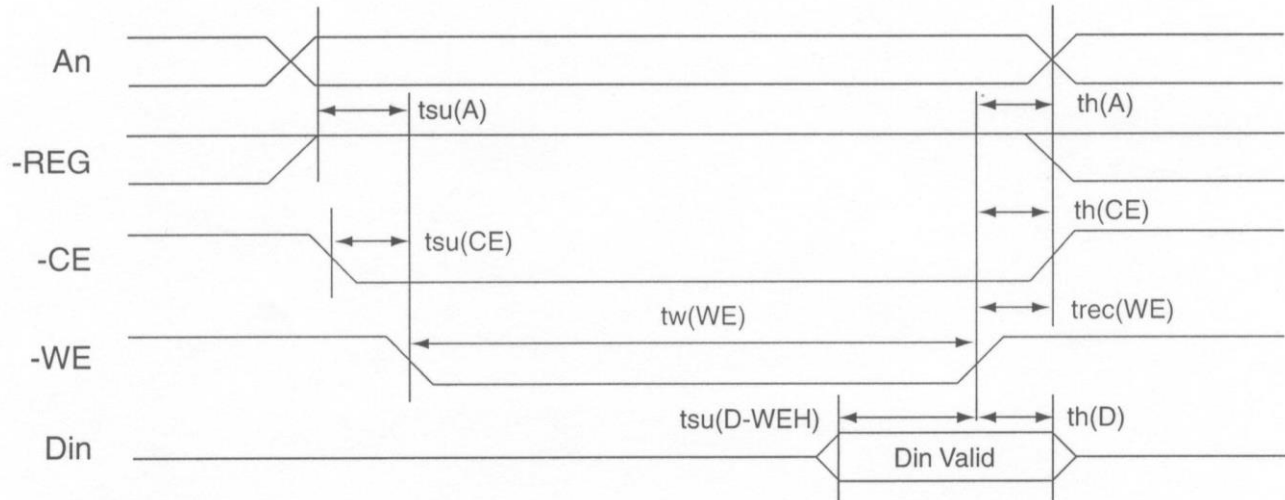 An
tsu(A)
th(A)
-REG
th(CE)
-CE
tsu(CE)
tw(WE)
trec(WE)
-WE
tsu(D-WEH)
th(D)
Din
Din Valid